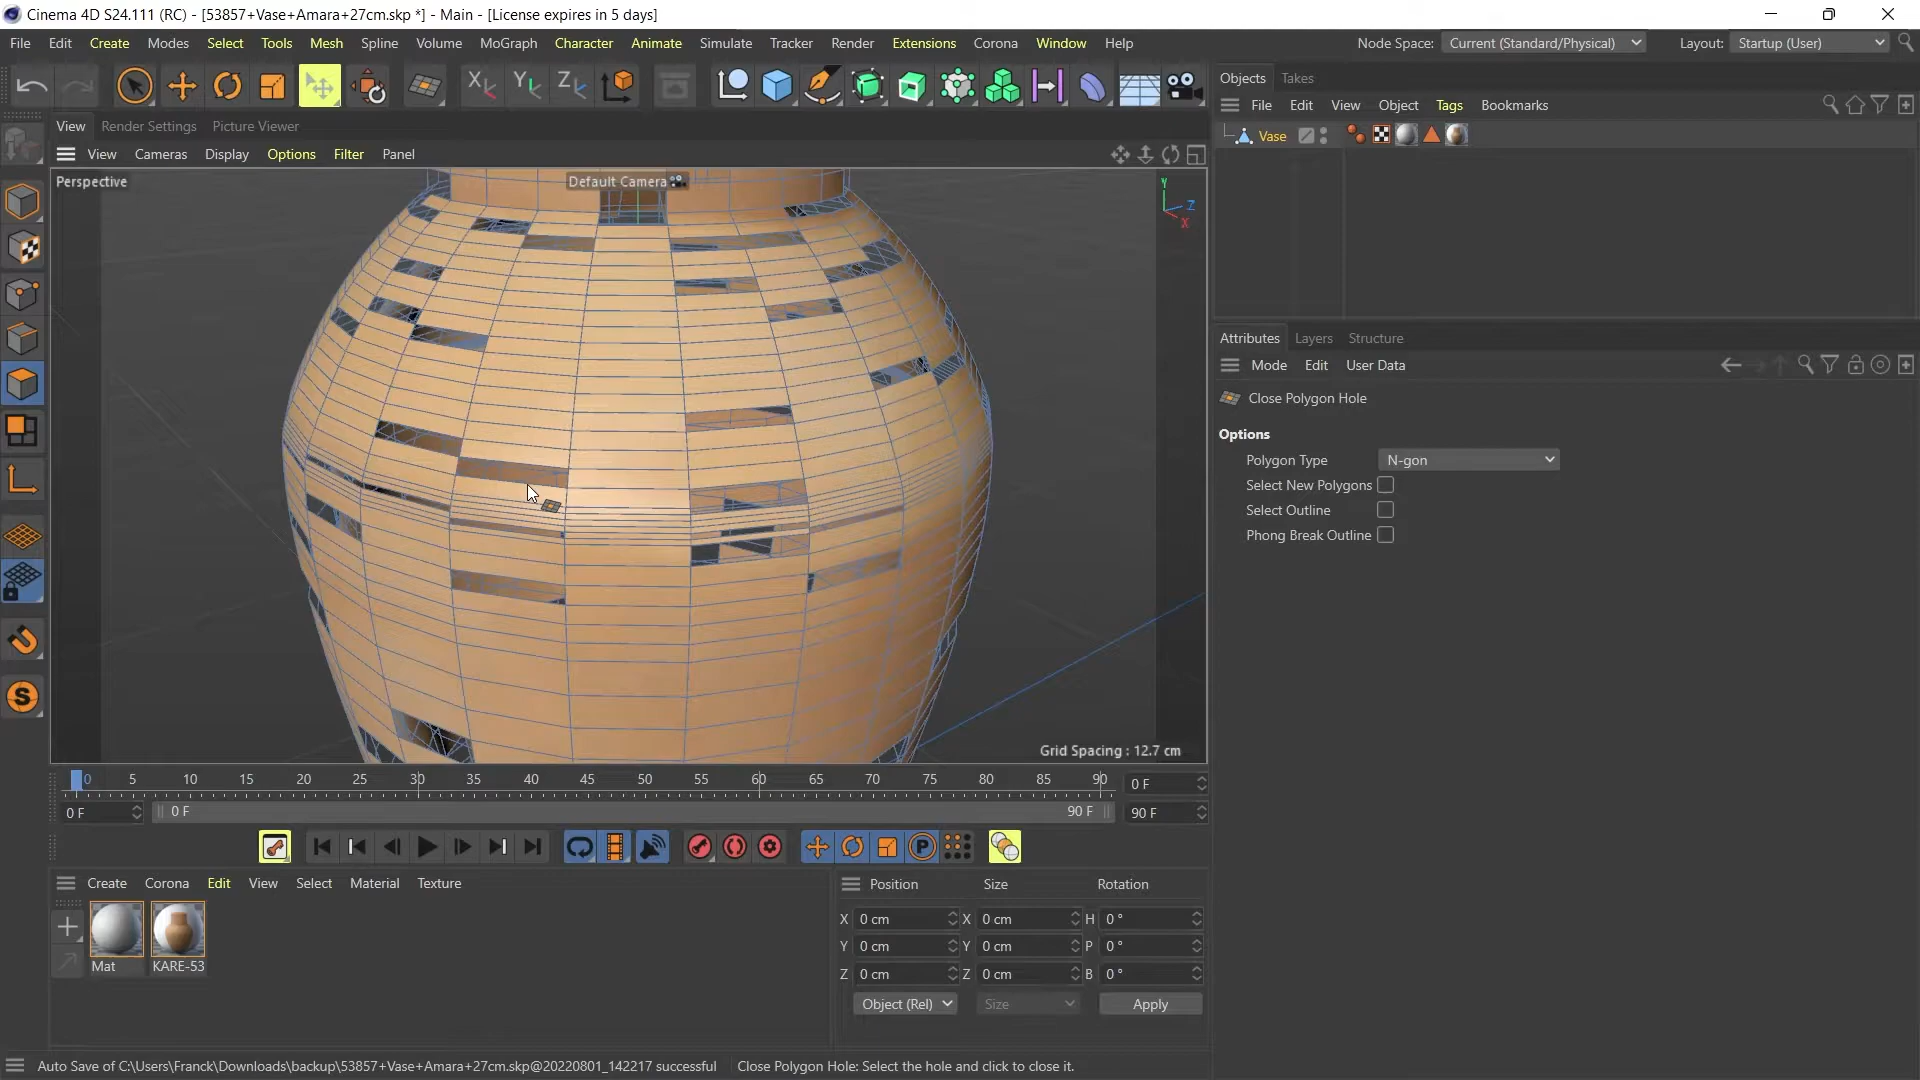 Cinema 4D S24.111 (RC) - [53857+Vase+Amara+27cm.skp *] - Main - [License expires in 5 days]
File Edit Create Modes Select Tools Mesh Spline Volume MoGraph Character Animate Simulate Tracker Render Extensions Corona Window Help
Node Space: Current (Standard/Physical) Layout: Startup (User)
X Y Z
Objects Takes
File Edit View Object Tags Bookmarks
Vase
View Render Settings Picture Viewer
View Cameras Display Options Filter Panel
Perspective
Default Camera
Y
Z
X
Grid Spacing : 12.7 cm
Attributes Layers Structure
Mode Edit User Data
Close Polygon Hole
Options
Polygon Type N-gon
Select New Polygons
Select Outline
Phong Break Outline
0 5 10 15 20 25 30 35 40 45 50 55 60 65 70 75 80 85 90
0 F
0 F 0 F 90 F 90 F
P
S
Create Corona Edit View Select Material Texture
Mat KARE-53
Position Size Rotation
X 0 cm X 0 cm H 0 °
Y 0 cm Y 0 cm P 0 °
Z 0 cm Z 0 cm B 0 °
Object (Rel) Size Apply
Auto Save of C:\Users\Franck\Downloads\backup\53857+Vase+Amara+27cm.skp@20220801_142217 successful Close Polygon Hole: Select the hole and click to close it.